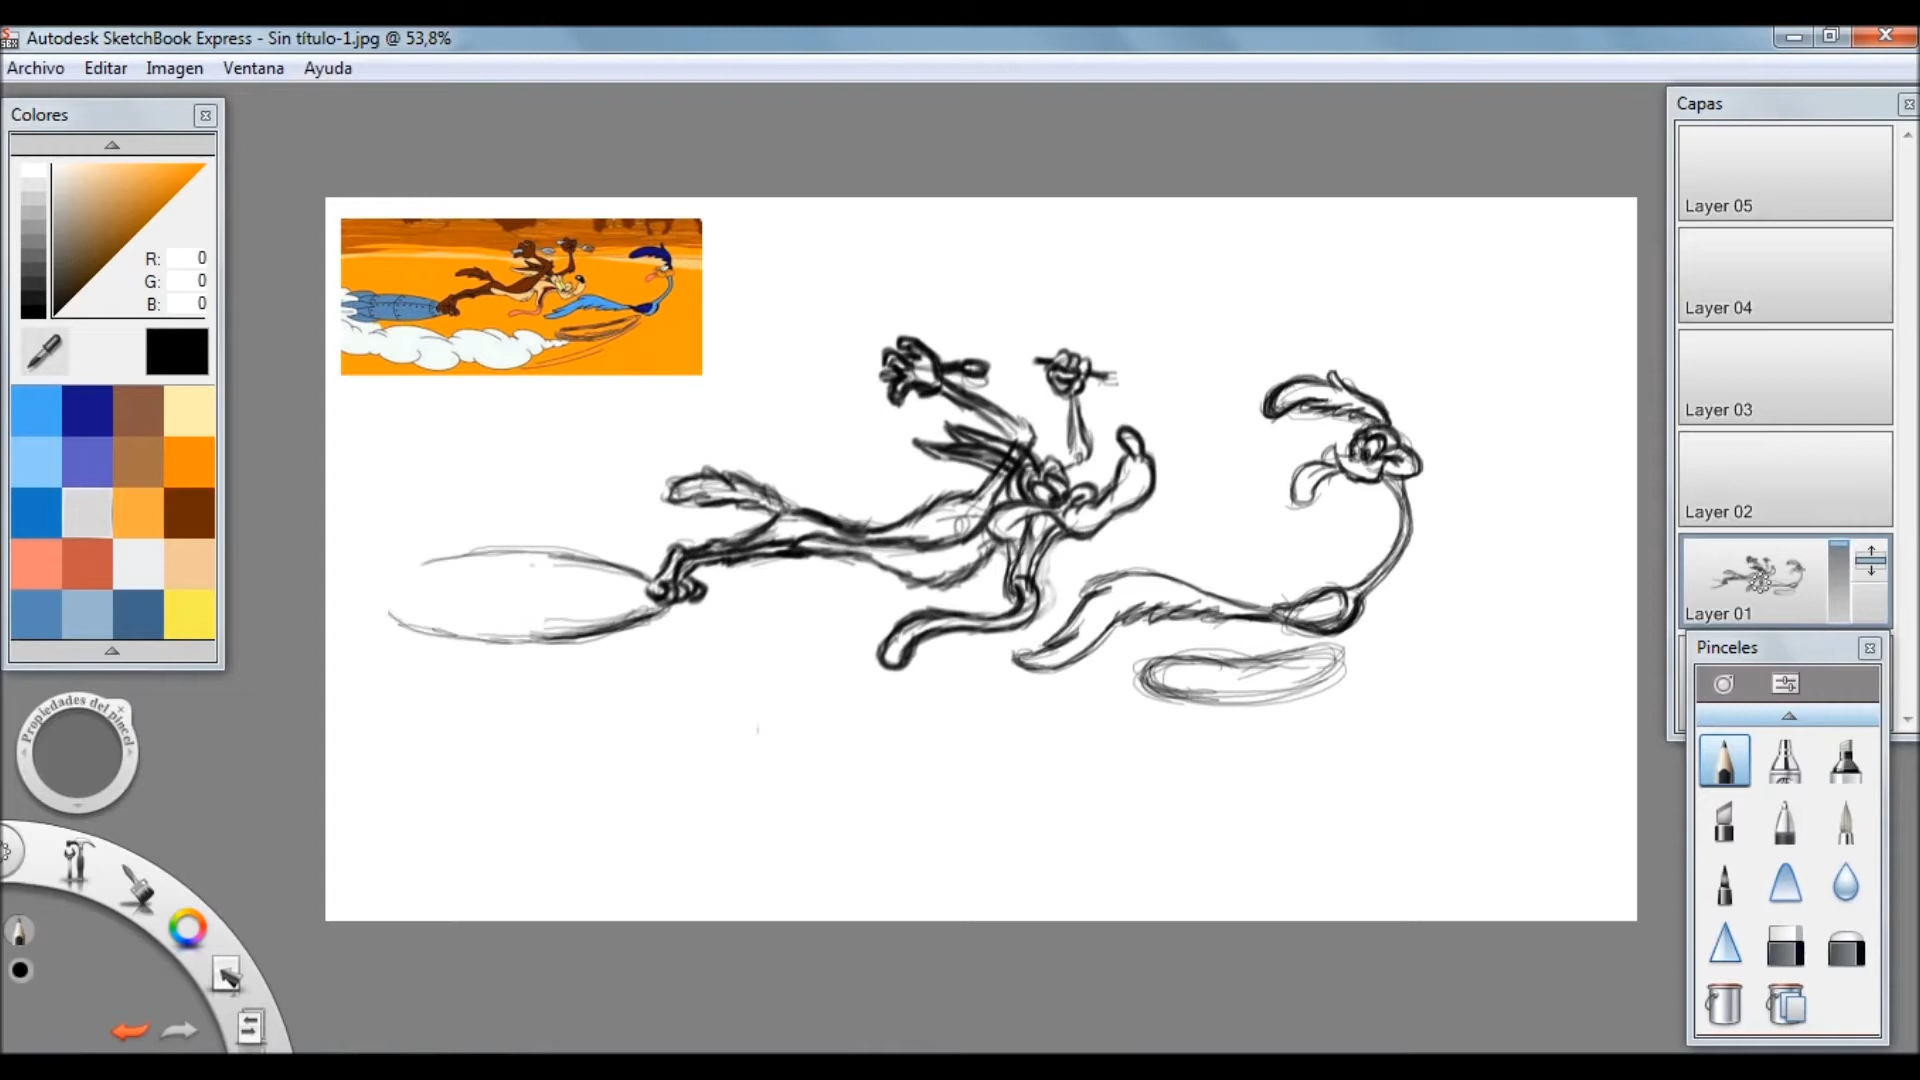 Autodesk SketchBook Express - Sin título-1.jpg @ 53,8%
Archivo Editar Imagen Ventana Ayuda
Colores
R: 0
G: 0
B: 0
Propiedades del pincel
Capas
Layer 05
Layer 04
Layer 03
Layer 02
Layer 01
Pinceles